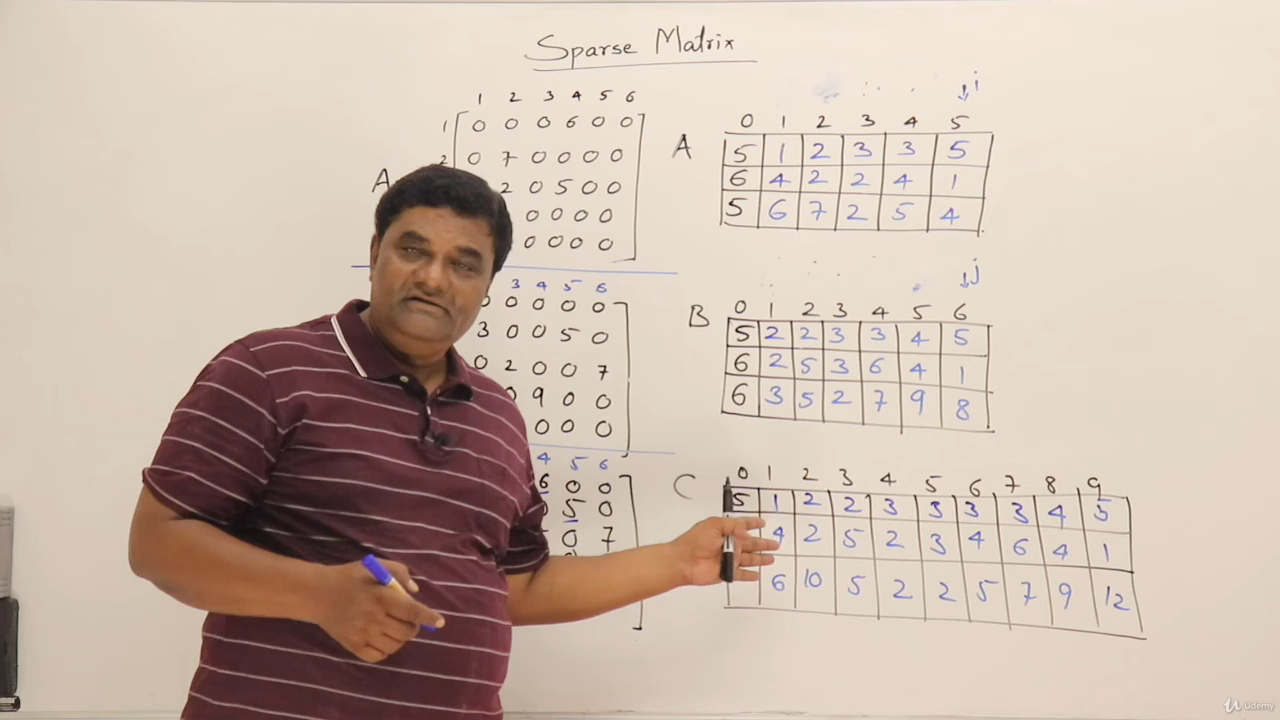 Sparse Matrix
1 2 3 4 5 6
1 0 0 0 6 0 0
2 0 7 0 0 0 0
A 2 0 5 0 0
0 0 0 0
0 0 0 0
3 4 5 6
0 0 0 0 0
3 0 0 5 0
0 2 0 0 7
0 9 0 0
0 0 0
4 5 6
6 0 0
0 5 0
0 7
i
0 1 2 3 4 5
A 5 1 2 3 3 5
6 4 2 2 4 1
5 6 7 2 5 4
j
B 0 1 2 3 4 5 6
5 2 2 3 3 4 5
6 2 5 3 6 4 1
6 3 5 2 7 9 8
C 0 1 2 3 4 5 6 7 8 9
5 1 2 2 3 3 3 3 4 5
4 2 5 2 3 4 6 4 1
6 10 5 2 2 5 7 9 12
Udemy